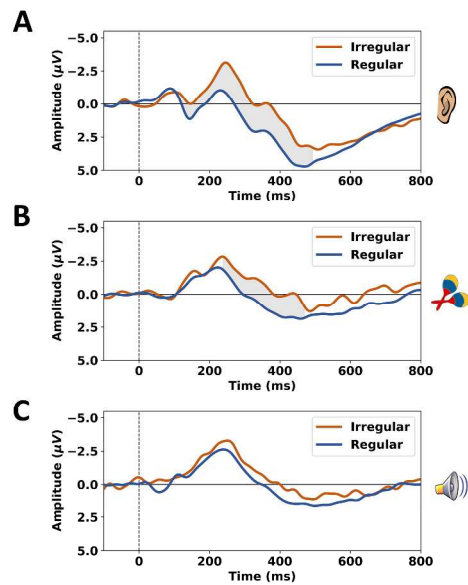 A
−5.0
Irregular
Regular
−2.5
0.0
2.5
5.0
Amplitude (μV)
0 200 400 600 800
Time (ms)
B
−5.0
Irregular
Regular
−2.5
0.0
2.5
5.0
Amplitude (μV)
0 200 400 600 800
Time (ms)
C
−5.0
Irregular
Regular
−2.5
0.0
2.5
5.0
Amplitude (μV)
0 200 400 600 800
Time (ms)